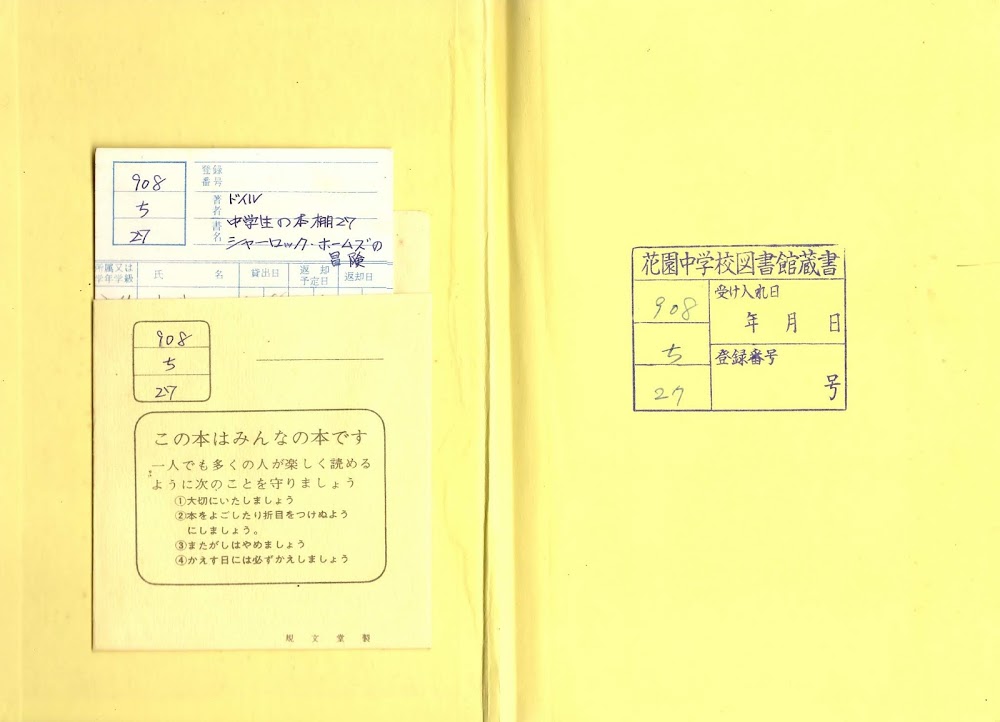 908
ち
27
登録番号
著者 ドイル
書名 中学生の本棚27
シャーロック・ホームズの
冒険
所属又は学年学級 氏名 貸出日 返却予定日 返却日
908
ち
27
この本はみんなの本です
一人でも多くの人が楽しく読める
ように次のことを守りましょう
①大切にいたしましょう
②本をよごしたり折目をつけぬよう
にしましょう。
③またがしはやめましょう
④かえす日には必ずかえしましょう
規文堂製
花園中学校図書館蔵書
908
ち
27
受け入れ日
年 月 日
登録番号
号